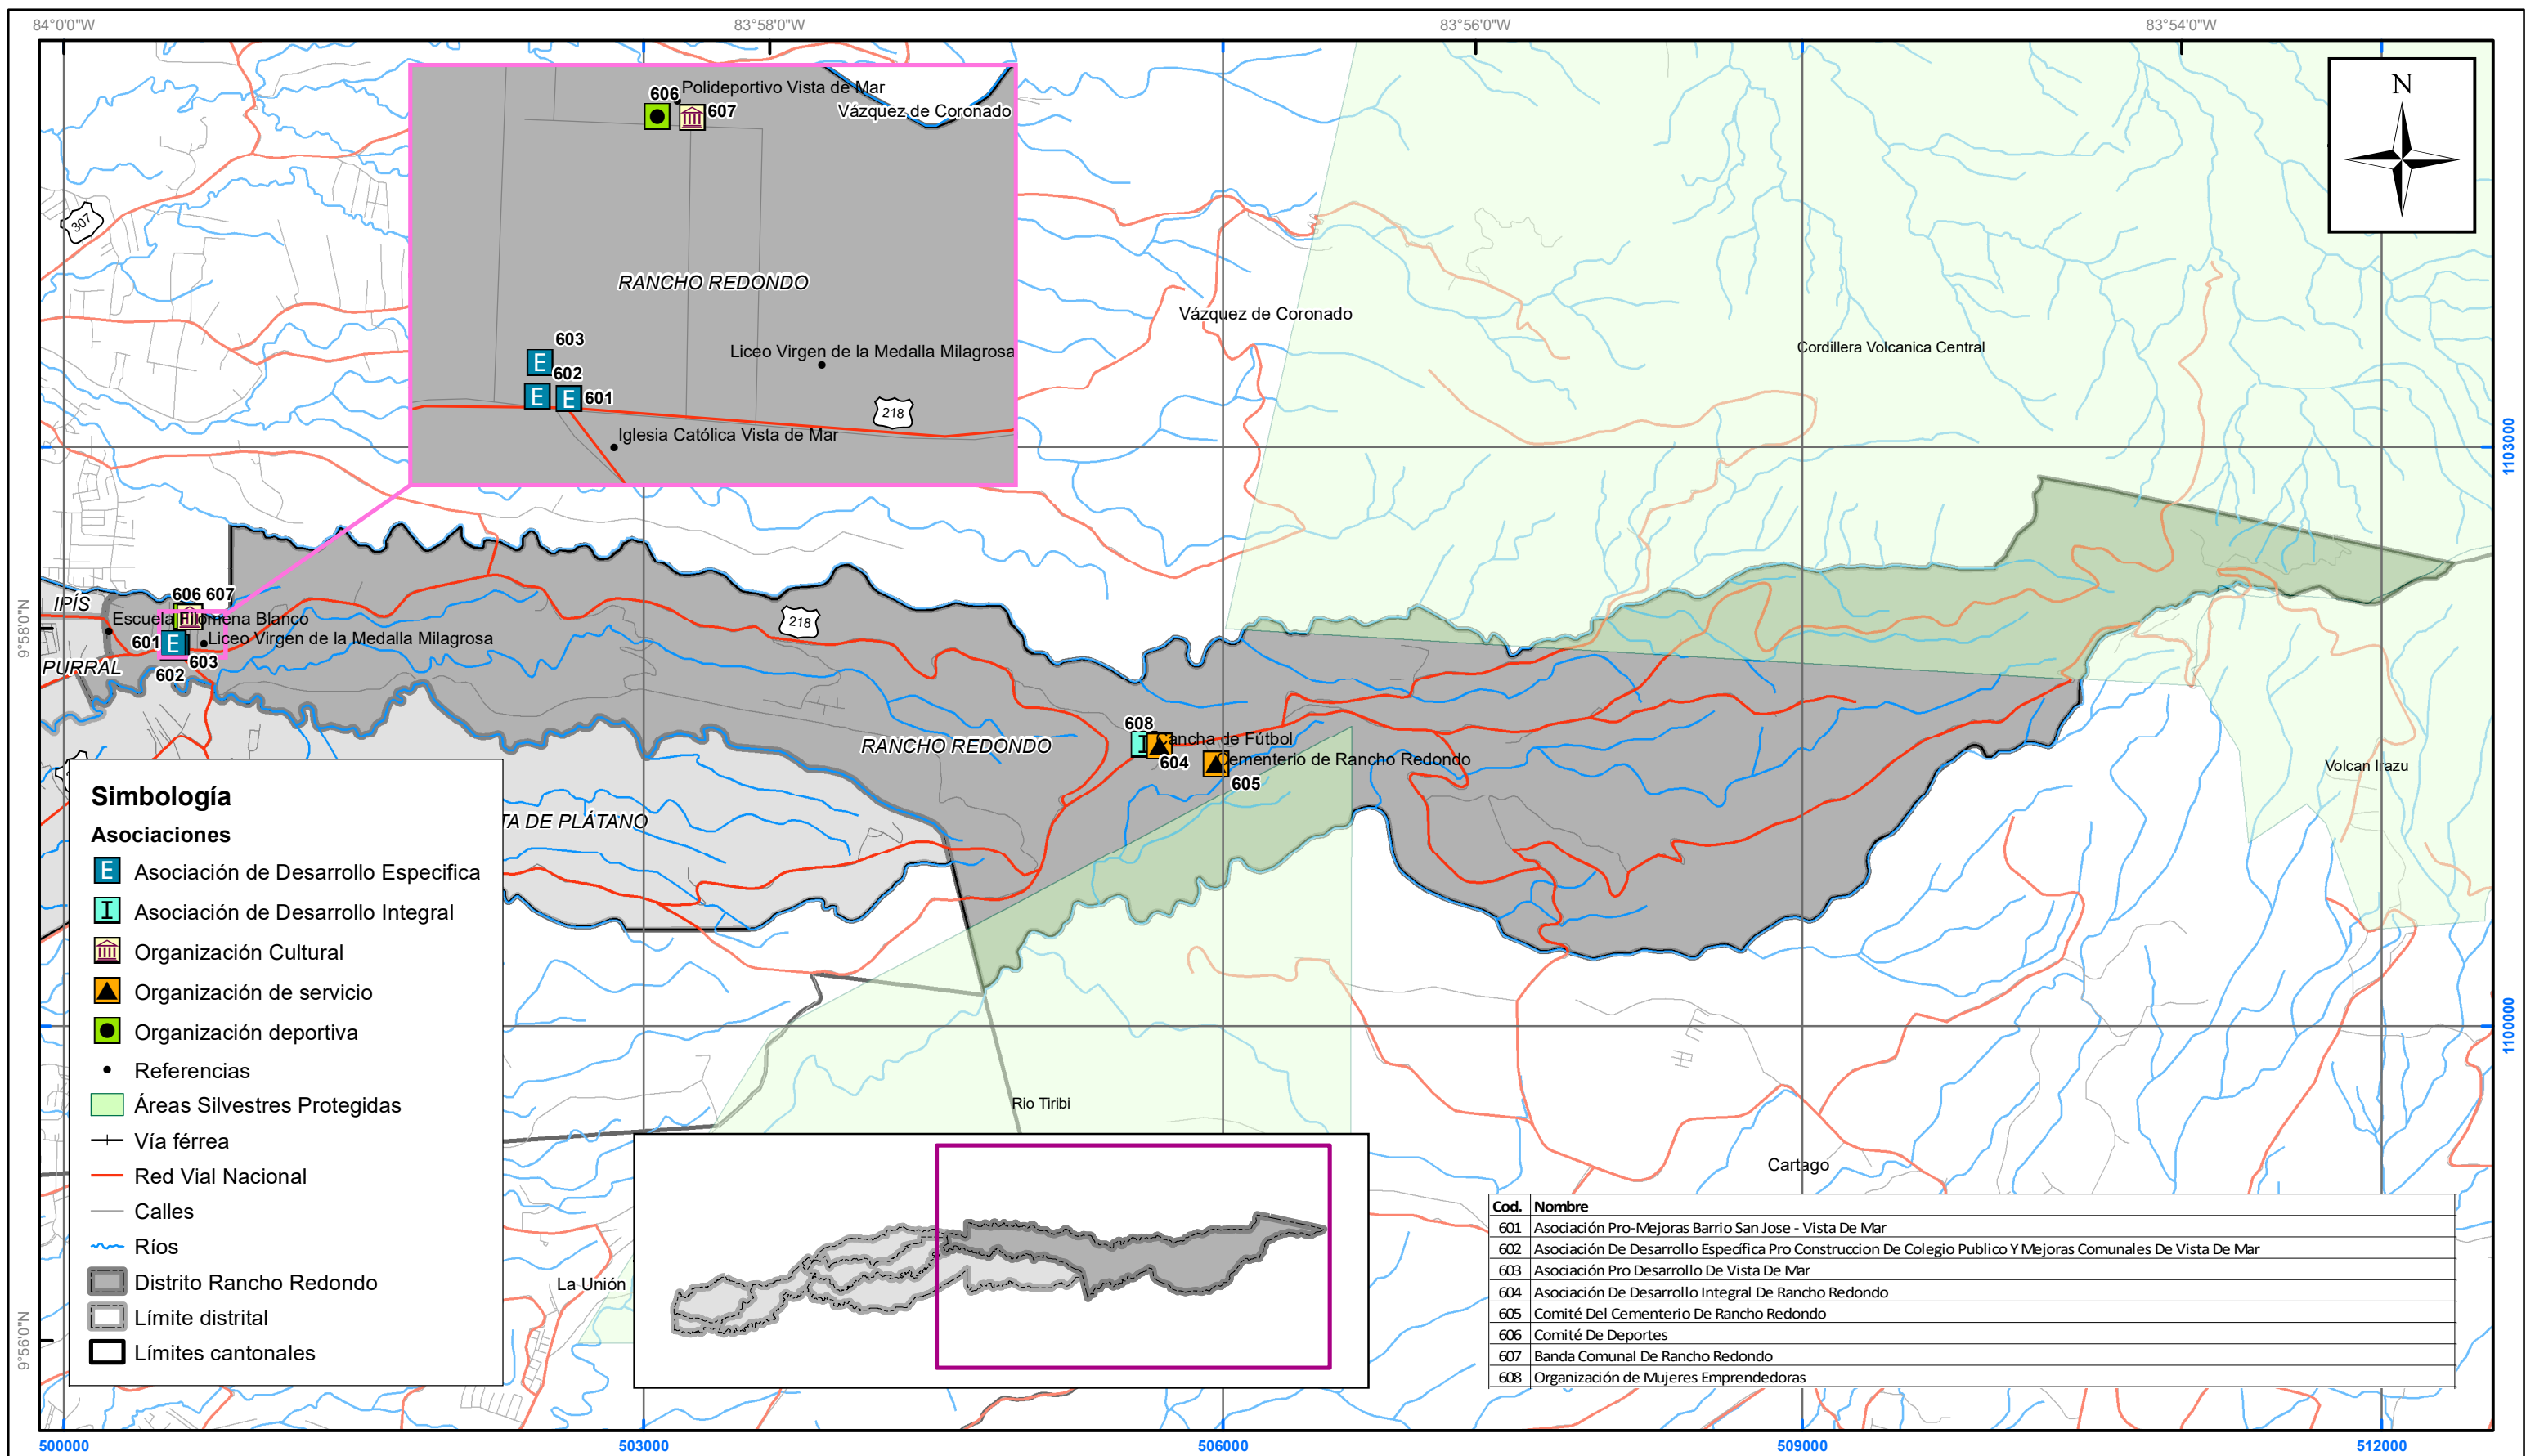 84°0'0"W
83°58'0"W
83°56'0"W
83°54'0"W
N
606
Polideportivo Vista de Mar
607
Vázquez de Coronado
RANCHO REDONDO
603
E
602
E
E
601
Liceo Virgen de la Medalla Milagrosa
218
Iglesia Católica Vista de Mar
307
Vázquez de Coronado
Cordillera Volcanica Central
1103000
9°58'0"N
IPÍS
606 607
Escuela Filomena Blanco
601
E
Liceo Virgen de la Medalla Milagrosa
603
602
PURRAL
218
608
I
Cancha de Fútbol
604
Cementerio de Rancho Redondo
605
RANCHO REDONDO
Volcan Irazu
TA DE PLÁTANO
1100000
Rio Tiribi
Cartago
La Unión
9°56'0"N
Simbología
Asociaciones
E Asociación de Desarrollo Especifica
I Asociación de Desarrollo Integral
Organización Cultural
Organización de servicio
Organización deportiva
Referencias
Áreas Silvestres Protegidas
Vía férrea
Red Vial Nacional
Calles
Ríos
Distrito Rancho Redondo
Límite distrital
Límites cantonales
Cod. Nombre
601 Asociación Pro-Mejoras Barrio San Jose - Vista De Mar
602 Asociación De Desarrollo Específica Pro Construccion De Colegio Publico Y Mejoras Comunales De Vista De Mar
603 Asociación Pro Desarrollo De Vista De Mar
604 Asociación De Desarrollo Integral De Rancho Redondo
605 Comité Del Cementerio De Rancho Redondo
606 Comité De Deportes
607 Banda Comunal De Rancho Redondo
608 Organización de Mujeres Emprendedoras
500000
503000
506000
509000
512000